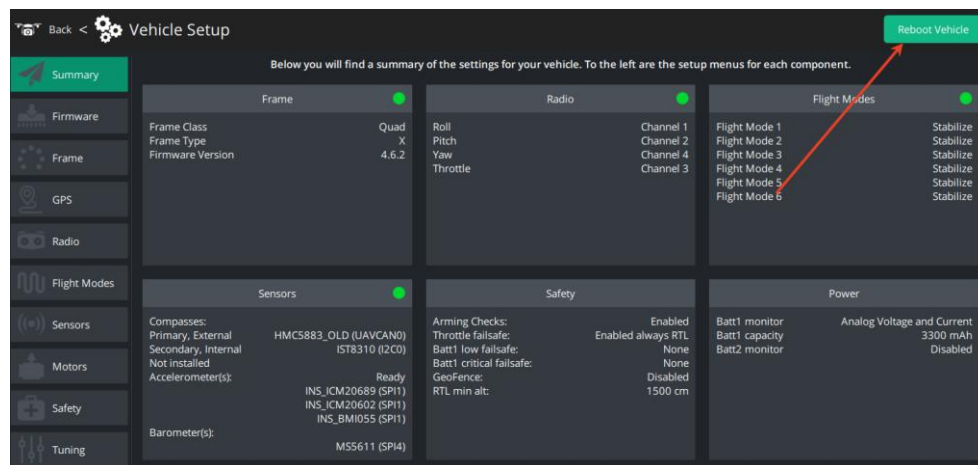 Back < Vehicle Setup
Reboot Vehicle
Below you will find a summary of the settings for your vehicle. To the left are the setup menus for each component.
Summary
Firmware
Frame
GPS
Radio
Flight Modes
Sensors
Motors
Safety
Tuning
Frame
Frame Class Quad
Frame Type X
Firmware Version 4.6.2
Radio
Roll Channel 1
Pitch Channel 2
Yaw Channel 4
Throttle Channel 3
Flight Modes
Flight Mode 1 Stabilize
Flight Mode 2 Stabilize
Flight Mode 3 Stabilize
Flight Mode 4 Stabilize
Flight Mode 5 Stabilize
Flight Mode 6 Stabilize
Sensors
Compasses:
Primary, External HMC5883_OLD (UAVCAN0)
Secondary, Internal IST8310 (I2C0)
Not installed
Accelerometer(s): Ready
INS_ICM20689 (SPI1)
INS_ICM20602 (SPI1)
INS_BMI055 (SPI1)
Barometer(s):
MS5611 (SPI4)
Safety
Arming Checks: Enabled
Throttle failsafe: Enabled always RTL
Batt1 low failsafe: None
Batt1 critical failsafe: None
GeoFence: Disabled
RTL min alt: 1500 cm
Power
Batt1 monitor Analog Voltage and Current
Batt1 capacity 3300 mAh
Batt2 monitor Disabled